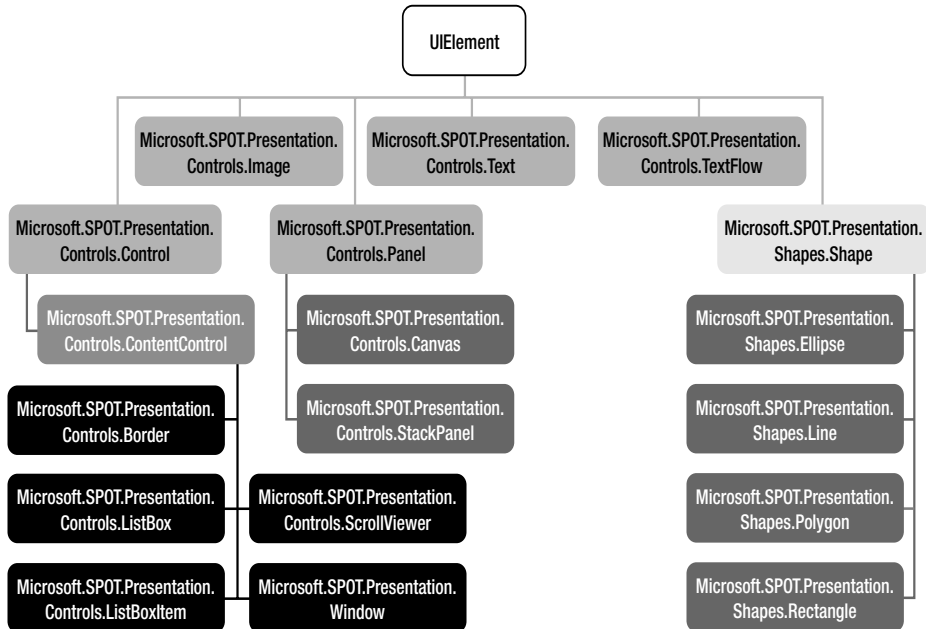 UIElement
Microsoft.SPOT.Presentation.
Controls.Image
Microsoft.SPOT.Presentation.
Controls.Text
Microsoft.SPOT.Presentation.
Controls.TextFlow
Microsoft.SPOT.Presentation.
Controls.Control
Microsoft.SPOT.Presentation.
Controls.Panel
Microsoft.SPOT.Presentation.
Shapes.Shape
Microsoft.SPOT.Presentation.
Controls.ContentControl
Microsoft.SPOT.Presentation.
Controls.Canvas
Microsoft.SPOT.Presentation.
Shapes.Ellipse
Microsoft.SPOT.Presentation.
Controls.Border
Microsoft.SPOT.Presentation.
Controls.StackPanel
Microsoft.SPOT.Presentation.
Shapes.Line
Microsoft.SPOT.Presentation.
Controls.ListBox
Microsoft.SPOT.Presentation.
Controls.ScrollViewer
Microsoft.SPOT.Presentation.
Shapes.Polygon
Microsoft.SPOT.Presentation.
Controls.ListBoxItem
Microsoft.SPOT.Presentation.
Window
Microsoft.SPOT.Presentation.
Shapes.Rectangle